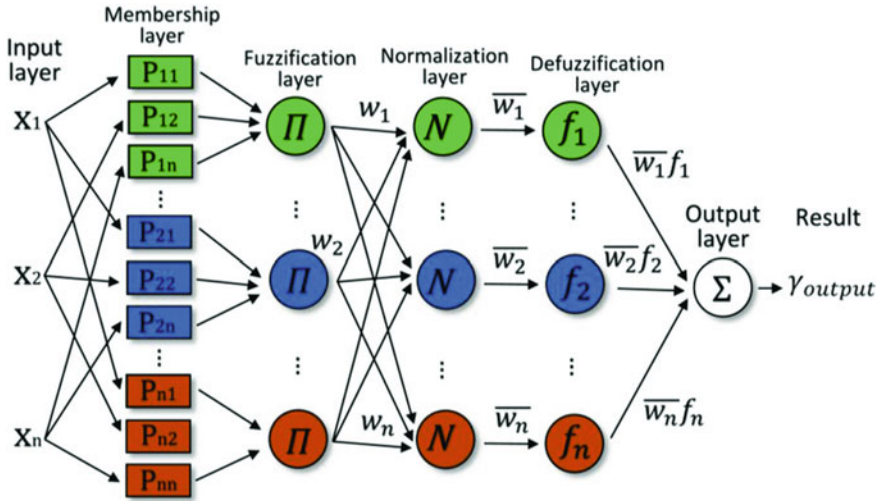 Input
layer
Membership
layer
Fuzzification
layer
Normalization
layer
Defuzzification
layer
Output
layer
Result
X₁
X₂
Xₙ
P₁₁
P₁₂
P₁ₙ
⋮
P₂₁
P₂₂
P₂ₙ
⋮
Pₙ₁
Pₙ₂
Pₙₙ
Π
⋮
Π
⋮
Π
w₁
w₂
wₙ
N
⋮
N
⋮
N
w̅₁
w̅₂
w̅ₙ
f₁
⋮
f₂
⋮
fₙ
w̅₁f₁
w̅₂f₂
w̅ₙfₙ
Σ
γₒᵤₜₚᵤₜ